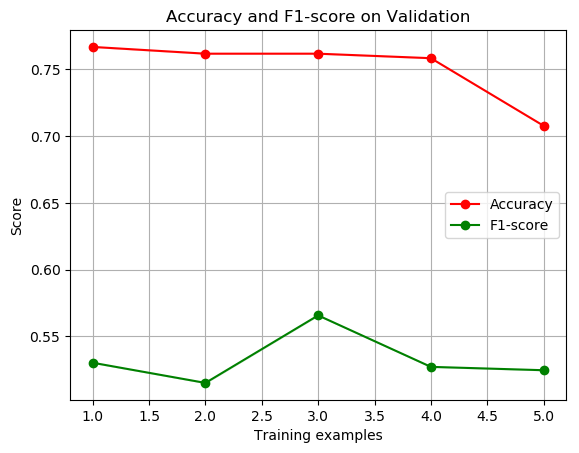 Accuracy and F1-score on Validation
Score
0.75
0.70
0.65
0.60
0.55
Accuracy
F1-score
1.0 1.5 2.0 2.5 3.0 3.5 4.0 4.5 5.0
Training examples